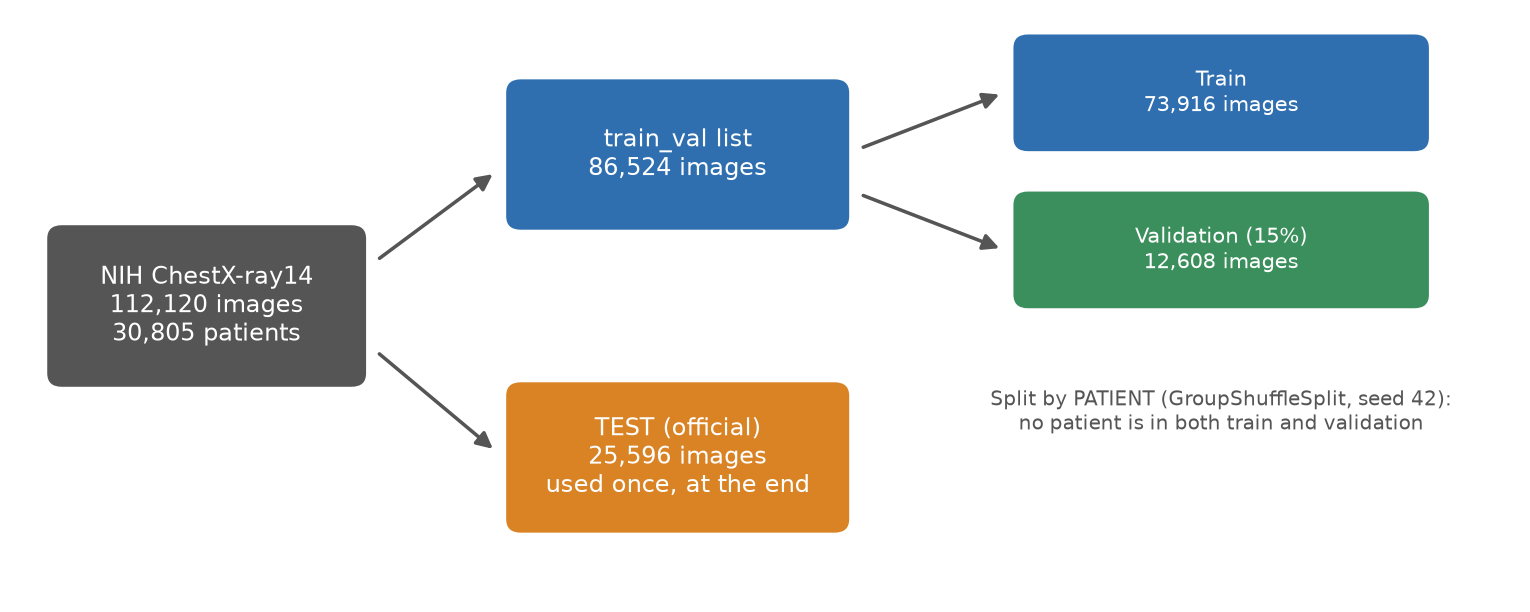 NIH ChestX-ray14
112,120 images
30,805 patients
train_val list
86,524 images
TEST (official)
25,596 images
used once, at the end
Train
73,916 images
Validation (15%)
12,608 images
Split by PATIENT (GroupShuffleSplit, seed 42):
no patient is in both train and validation